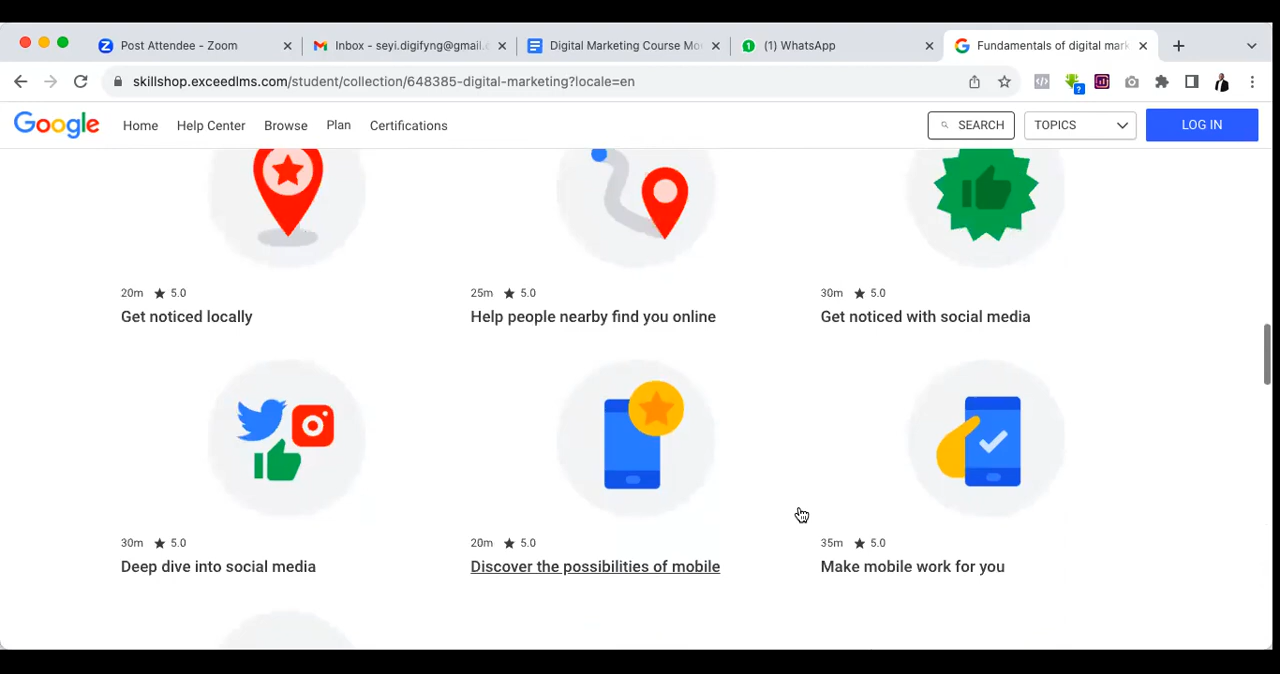 Post Attendee - Zoom
Inbox - seyi.digifyng@gmail.c
Digital Marketing Course Mo
1 (1) WhatsApp
Fundamentals of digital mark
skillshop.exceedlms.com/student/collection/648385-digital-marketing?locale=en
?
Google Home Help Center Browse Plan Certifications SEARCH TOPICS LOG IN
20m ★ 5.0
Get noticed locally
25m ★ 5.0
Help people nearby find you online
30m ★ 5.0
Get noticed with social media
30m ★ 5.0
Deep dive into social media
20m ★ 5.0
Discover the possibilities of mobile
35m ★ 5.0
Make mobile work for you